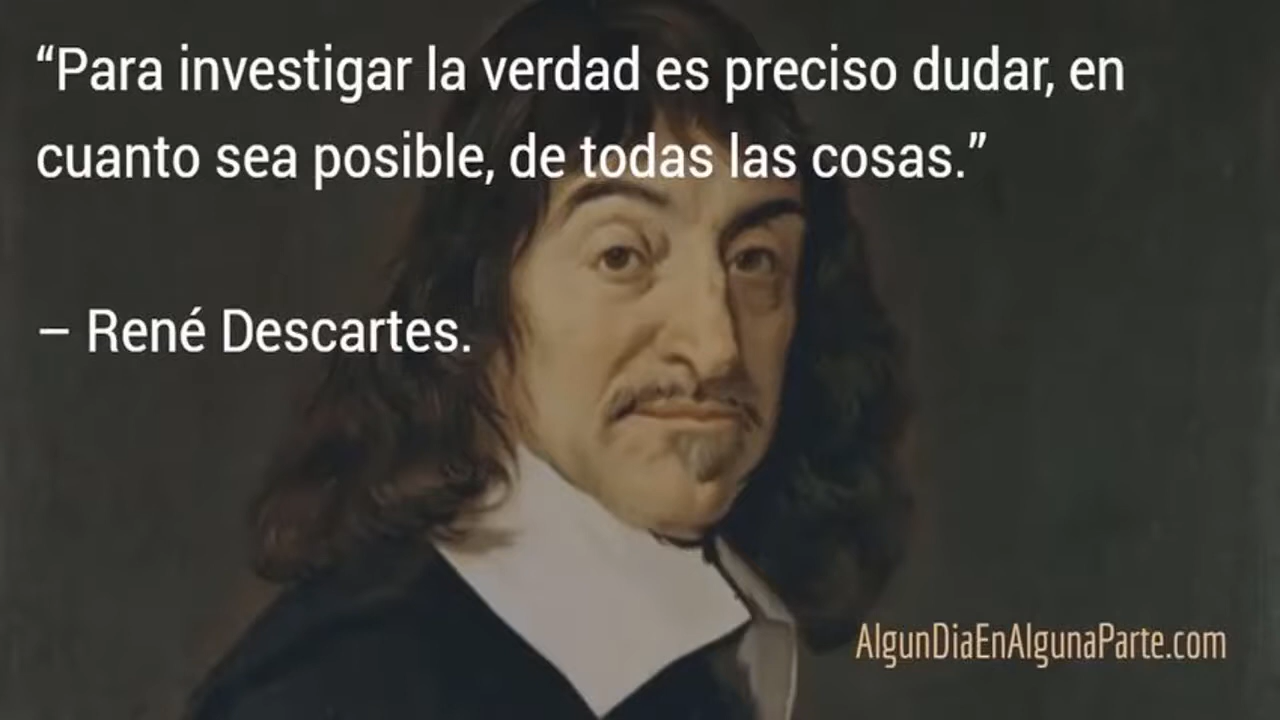 “Para investigar la verdad es preciso dudar, en
cuanto sea posible, de todas las cosas.”
– René Descartes.
AlgunDiaEnAlgunaParte.com